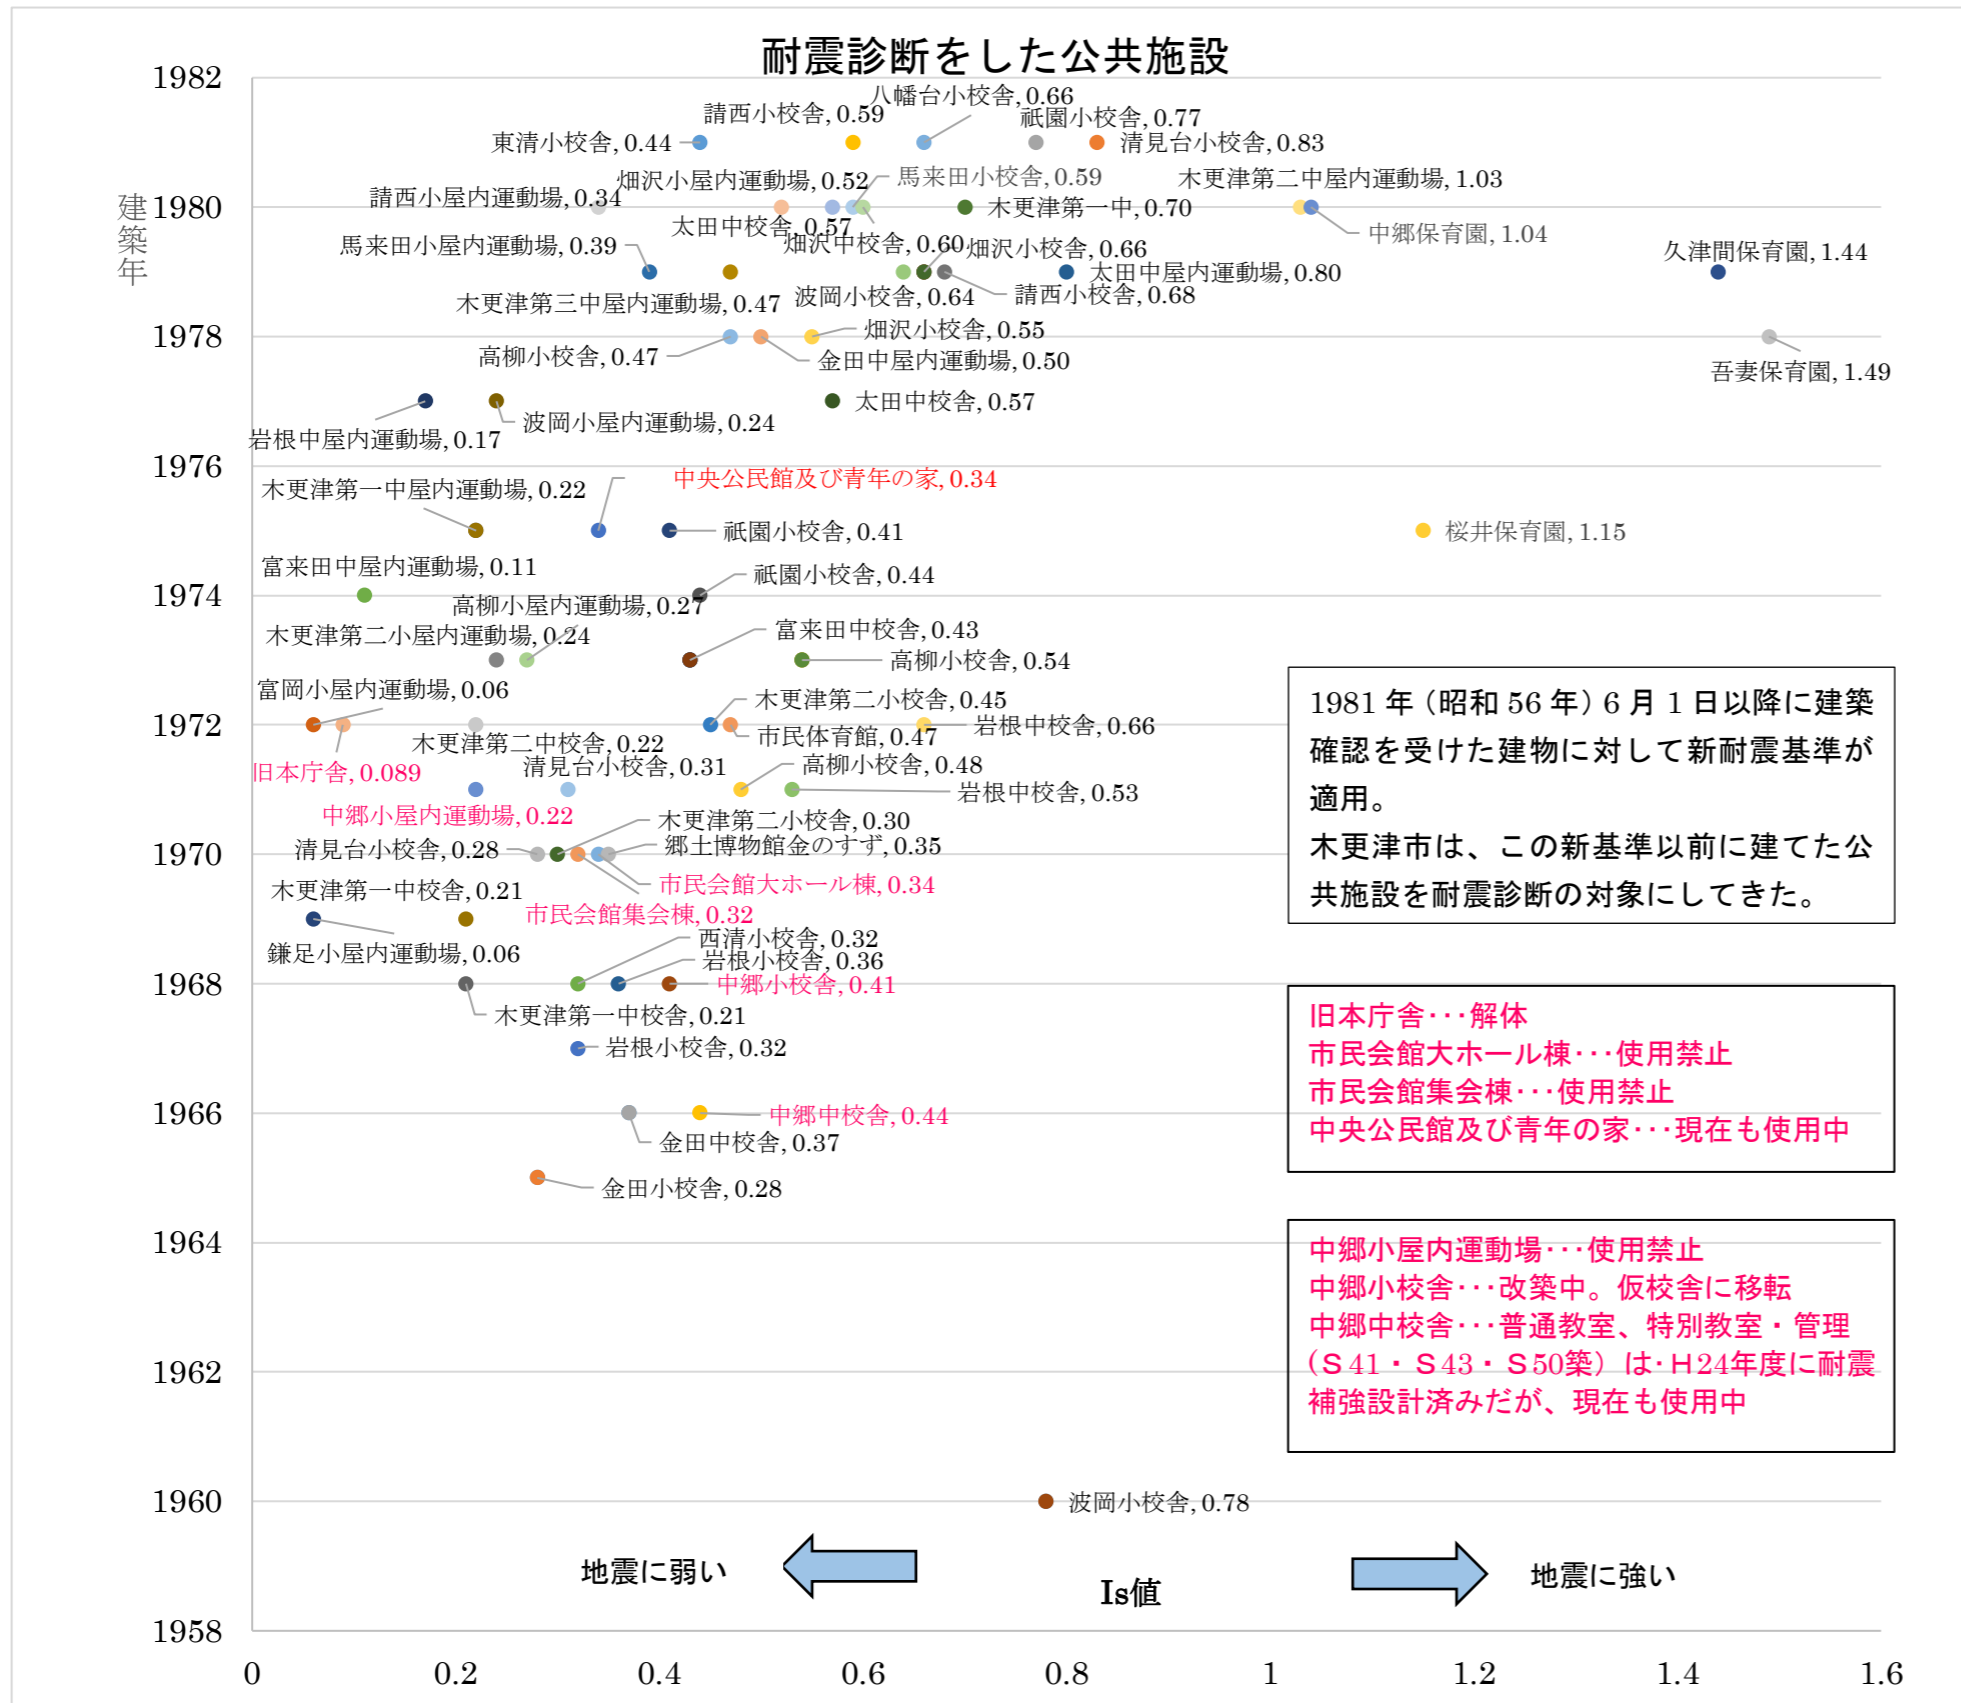 耐震診断をした公共施設
建築年
1982
1980
1978
1976
1974
1972
1970
1968
1966
1964
1962
1960
1958
八幡台小校舎, 0.66
請西小校舎, 0.59
祇園小校舎, 0.77
東清小校舎, 0.44
清見台小校舎, 0.83
畑沢小屋内運動場, 0.52
馬来田小校舎, 0.59
木更津第二中屋内運動場, 1.03
請西小屋内運動場, 0.34
木更津第一中, 0.70
太田中校舎, 0.57
中郷保育園, 1.04
馬来田小屋内運動場, 0.39
畑沢中校舎, 0.60
畑沢小校舎, 0.66
久津間保育園, 1.44
太田中屋内運動場, 0.80
木更津第三中屋内運動場, 0.47
波岡小校舎, 0.64
請西小校舎, 0.68
畑沢小校舎, 0.55
高柳小校舎, 0.47
金田中屋内運動場, 0.50
吾妻保育園, 1.49
太田中校舎, 0.57
波岡小屋内運動場, 0.24
岩根中屋内運動場, 0.17
中央公民館及び青年の家, 0.34
木更津第一中屋内運動場, 0.22
祇園小校舎, 0.41
桜井保育園, 1.15
富来田中屋内運動場, 0.11
祇園小校舎, 0.44
高柳小屋内運動場, 0.27
木更津第二小屋内運動場, 0.24
富来田中校舎, 0.43
高柳小校舎, 0.54
富岡小屋内運動場, 0.06
木更津第二小校舎, 0.45
岩根中校舎, 0.66
市民体育館, 0.47
木更津第二中校舎, 0.22
旧本庁舎, 0.089
清見台小校舎, 0.31
高柳小校舎, 0.48
岩根中校舎, 0.53
中郷小屋内運動場, 0.22
木更津第二小校舎, 0.30
清見台小校舎, 0.28
郷土博物館金のすず, 0.35
市民会館大ホール棟, 0.34
木更津第一中校舎, 0.21
市民会館集会棟, 0.32
鎌足小屋内運動場, 0.06
西清小校舎, 0.32
岩根小校舎, 0.36
中郷小校舎, 0.41
木更津第一中校舎, 0.21
岩根小校舎, 0.32
中郷中校舎, 0.44
金田中校舎, 0.37
金田小校舎, 0.28
波岡小校舎, 0.78
1981 年（昭和 56 年）6 月 1 日以降に建築
確認を受けた建物に対して新耐震基準が
適用。
木更津市は、この新基準以前に建てた公
共施設を耐震診断の対象にしてきた。
旧本庁舎･･･解体
市民会館大ホール棟･･･使用禁止
市民会館集会棟･･･使用禁止
中央公民館及び青年の家･･･現在も使用中
中郷小屋内運動場･･･使用禁止
中郷小校舎･･･改築中。仮校舎に移転
中郷中校舎･･･普通教室、特別教室・管理
(Ｓ41・Ｓ43・Ｓ50築）は･Ｈ24年度に耐震
補強設計済みだが、現在も使用中
地震に弱い
Is値
地震に強い
0 0.2 0.4 0.6 0.8 1 1.2 1.4 1.6